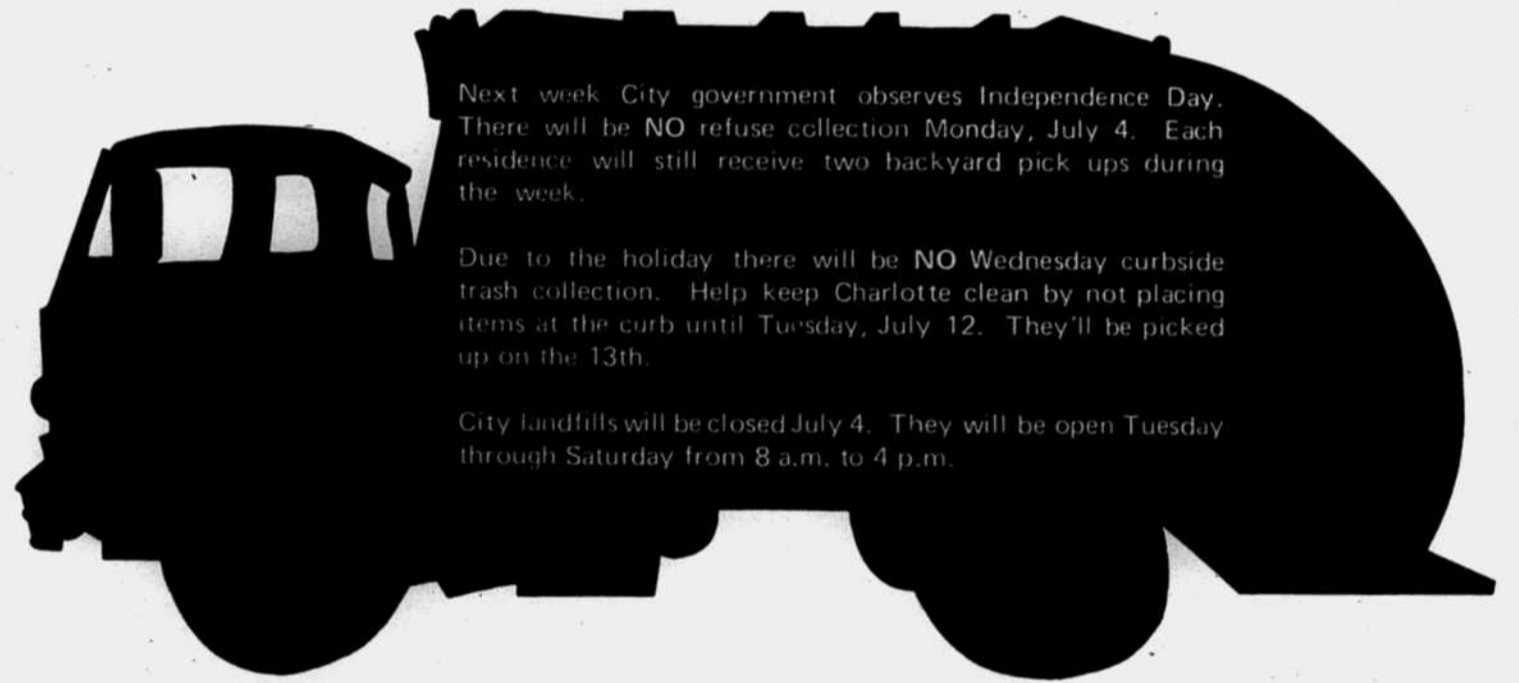 Next week City government observes Independence Day.
There will be NO refuse collection Monday, July 4. Each
residence will still receive two backyard pick ups during
the week.
Due to the holiday there will be NO Wednesday curbside
trash collection. Help keep Charlotte clean by not placing
items at the curb until Tuesday, July 12. They'll be picked
up on the 13th.
City landfills will be closed July 4. They will be open Tuesday
through Saturday from 8 a.m. to 4 p.m.